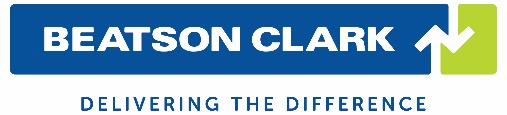 BEATSON CLARK
DELIVERING THE DIFFERENCE